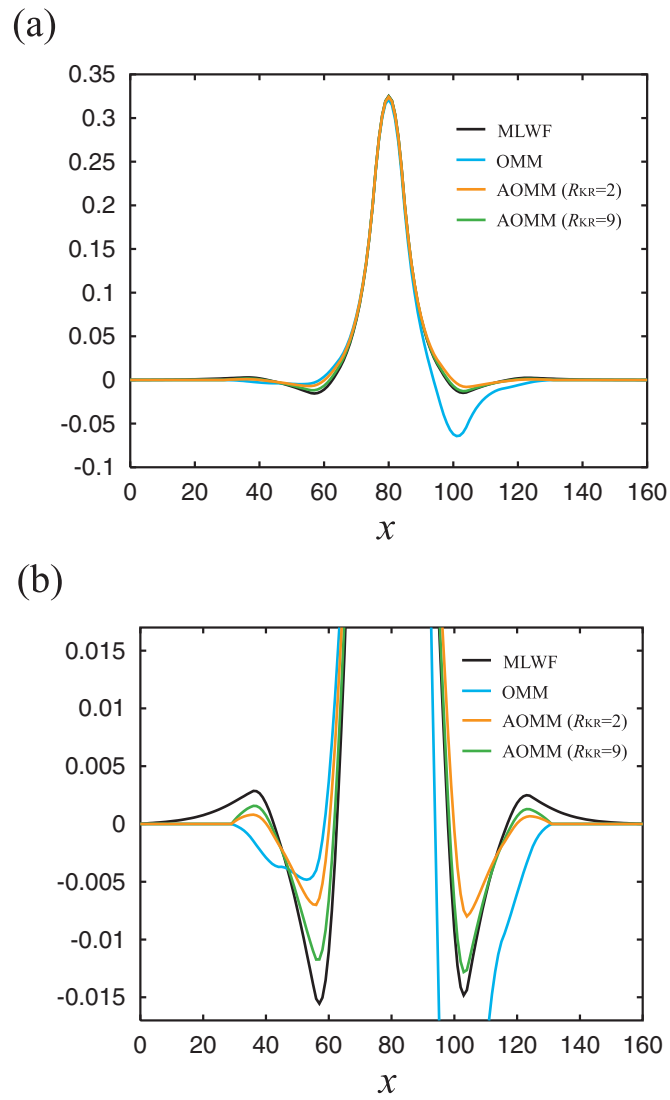 (a)
0.35
0.3
0.25
0.2
0.15
0.1
0.05
0
-0.05
-0.1
MLWF
OMM
AOMM (RKR=2)
AOMM (RKR=9)
0 20 40 60 80 100 120 140 160
x
(b)
0.015
0.01
0.005
0
-0.005
-0.01
-0.015
MLWF
OMM
AOMM (RKR=2)
AOMM (RKR=9)
0 20 40 60 80 100 120 140 160
x